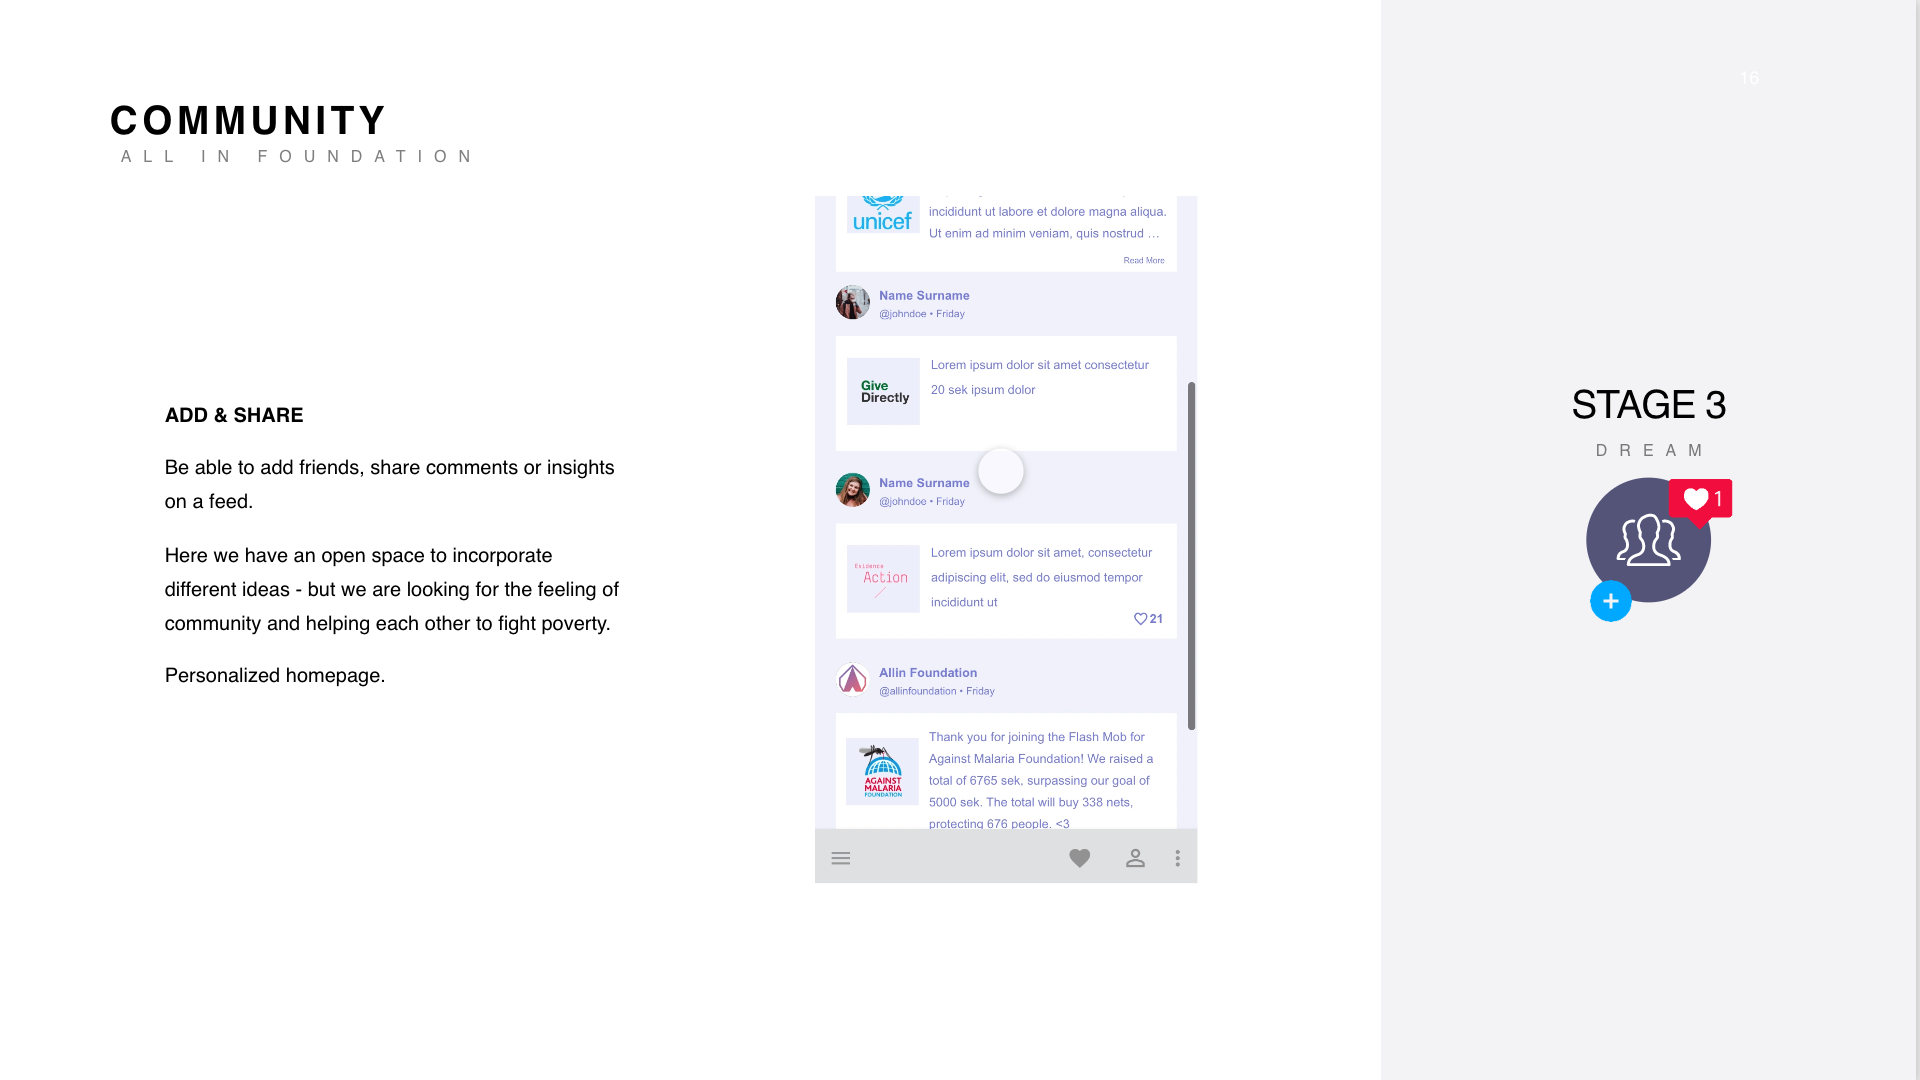 16
COMMUNITY
ALL IN FOUNDATION
ADD & SHARE
Be able to add friends, share comments or insights
on a feed.
Here we have an open space to incorporate
different ideas - but we are looking for the feeling of
community and helping each other to fight poverty.
Personalized homepage.
unicef
incididunt ut labore et dolore magna aliqua.
Ut enim ad minim veniam, quis nostrud ...
Read More
Name Surname
@johndoe • Friday
Give
Directly
Lorem ipsum dolor sit amet consectetur
20 sek ipsum dolor
Name Surname
@johndoe • Friday
Evidence
Action
Lorem ipsum dolor sit amet, consectetur
adipiscing elit, sed do eiusmod tempor
incididunt ut
21
Allin Foundation
@allinfoundation • Friday
AGAINST
MALARIA
FOUNDATION
Thank you for joining the Flash Mob for
Against Malaria Foundation! We raised a
total of 6765 sek, surpassing our goal of
5000 sek. The total will buy 338 nets,
protecting 676 people. <3
STAGE 3
DREAM
1